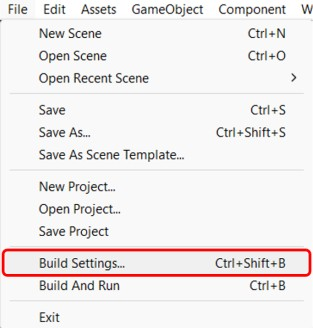 File Edit Assets GameObject Component W
New Scene Ctrl+N
Open Scene Ctrl+O
Open Recent Scene >
Save Ctrl+S
Save As... Ctrl+Shift+S
Save As Scene Template...
New Project...
Open Project...
Save Project
Build Settings... Ctrl+Shift+B
Build And Run Ctrl+B
Exit